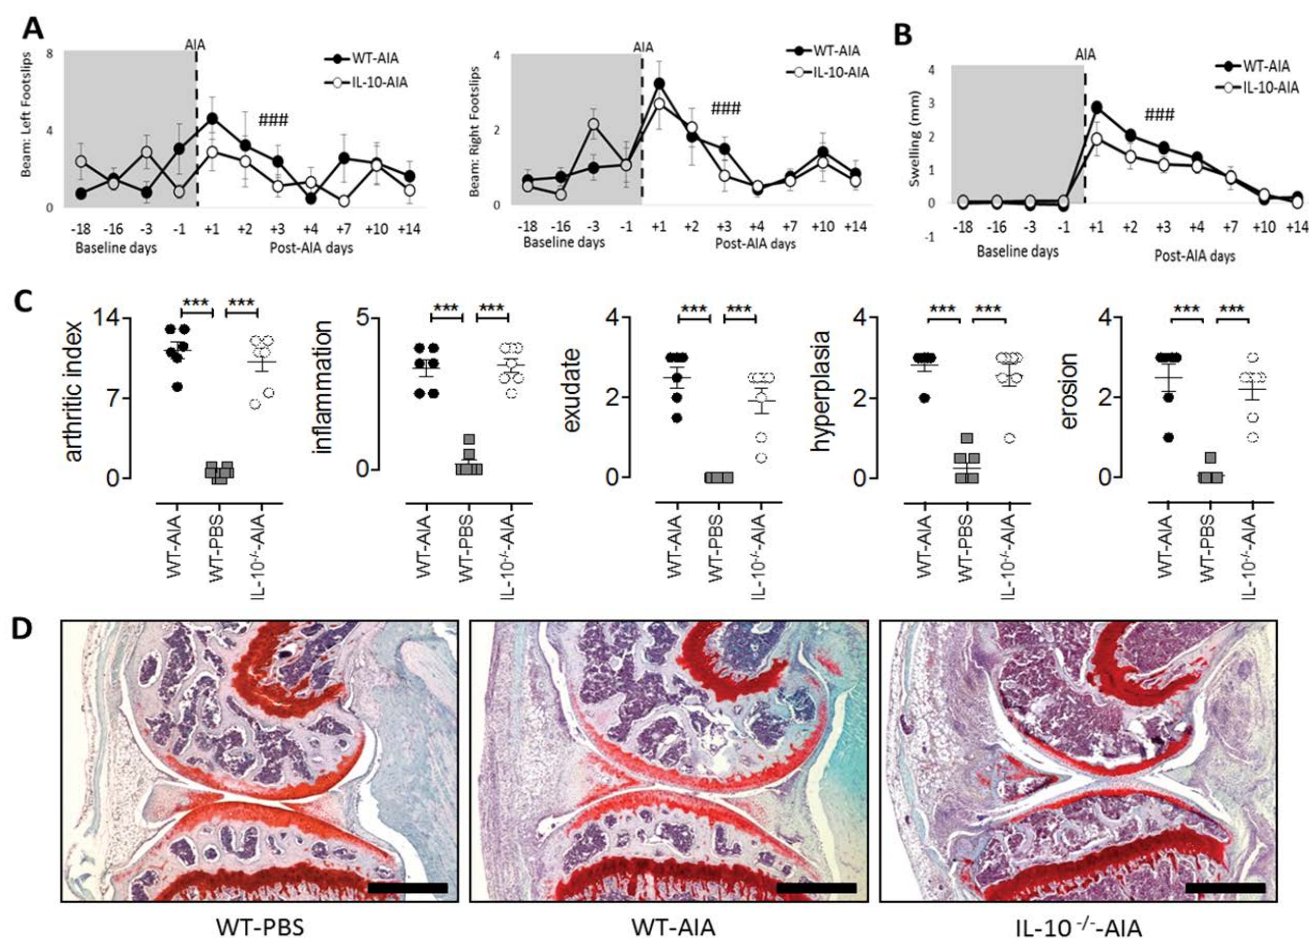 A
Beam: Left Footslips
8
4
0
AIA
WT-AIA
IL-10-AIA
###
-18 -16 -3 -1 +1 +2 +3 +4 +7 +10 +14
Baseline days Post-AIA days
Beam: Right Footslips
4
2
0
AIA
WT-AIA
IL-10-AIA
###
-18 -16 -3 -1 +1 +2 +3 +4 +7 +10 +14
Baseline days Post-AIA days
B
Swelling (mm)
4
3
2
1
0
-1
AIA
WT-AIA
IL-10-AIA
###
-18 -16 -3 -1 +1 +2 +3 +4 +7 +10 +14
Baseline days Post-AIA days
C
arthritic index
14
7
0
*** ***
WT-AIA
WT-PBS
IL-10-/--AIA
inflammation
5
0
*** ***
WT-AIA
WT-PBS
IL-10-/--AIA
exudate
4
2
0
*** ***
WT-AIA
WT-PBS
IL-10-/--AIA
hyperplasia
4
2
0
*** ***
WT-AIA
WT-PBS
IL-10-/--AIA
erosion
4
2
0
*** ***
WT-AIA
WT-PBS
IL-10-/--AIA
D
WT-PBS
WT-AIA
IL-10 -/--AIA